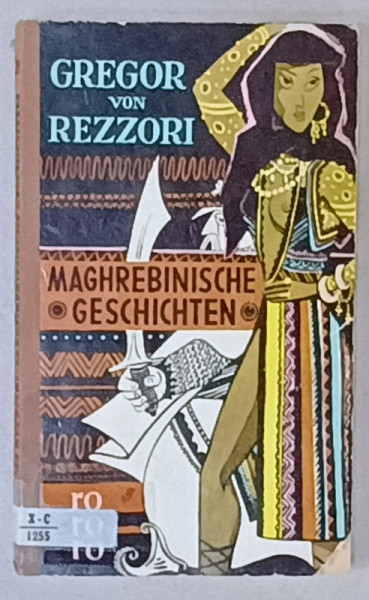 GREGOR
VON
REZZORI
MAGHREBINISCHE
GESCHICHTEN
ro
ro
ro
X-C
1255